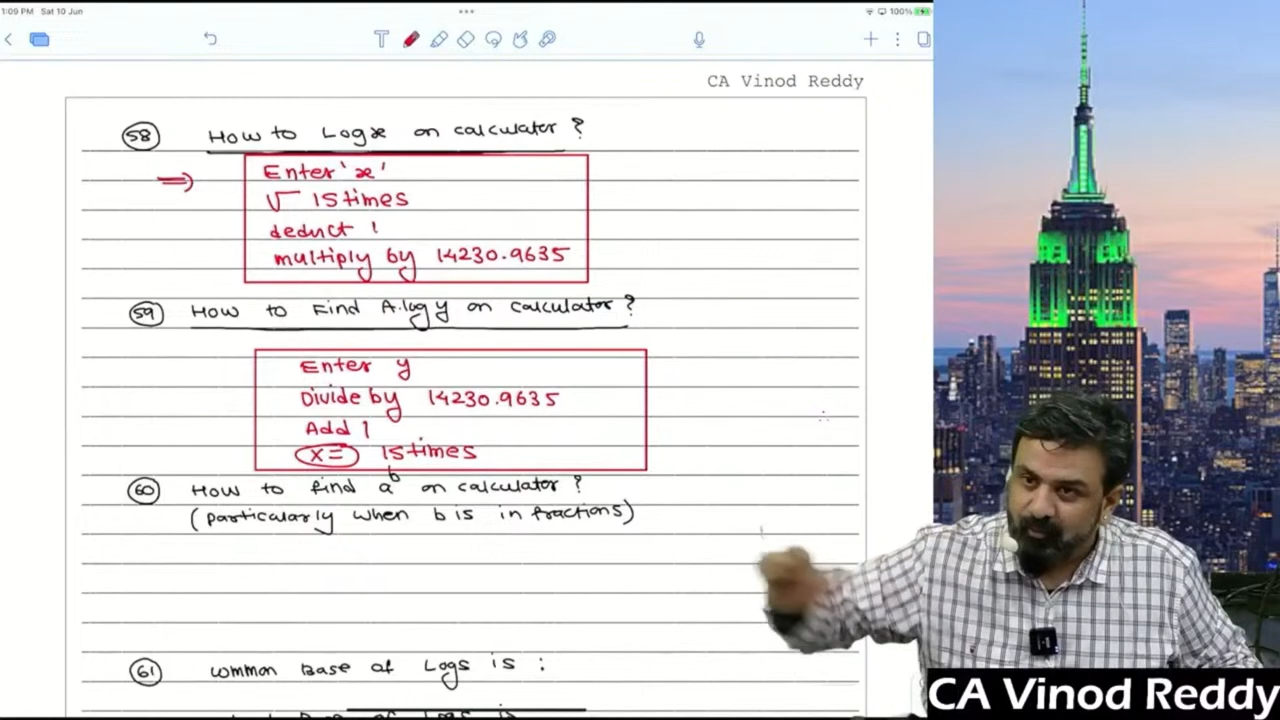 1:09 PM Sat 10 Jun
100%
T
CA Vinod Reddy
58 How to Log x on calculator ?
⇒ Enter 'x'
√ 15 times
deduct 1
multiply by 14230.9635
59 How to Find A.log y on calculator ?
Enter y
Divide by 14230.9635
Add 1
x= 15 times
60 How to find a^b on calculator ?
(particularly when b is in fractions)
61 Common Base of Logs is :
CA Vinod Reddy